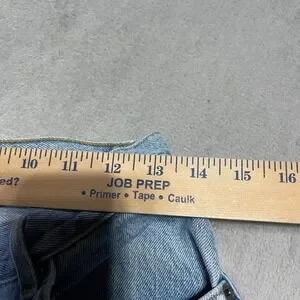 10 11 12 13 14 15 16
ed? JOB PREP
• Primer • Tape • Caulk